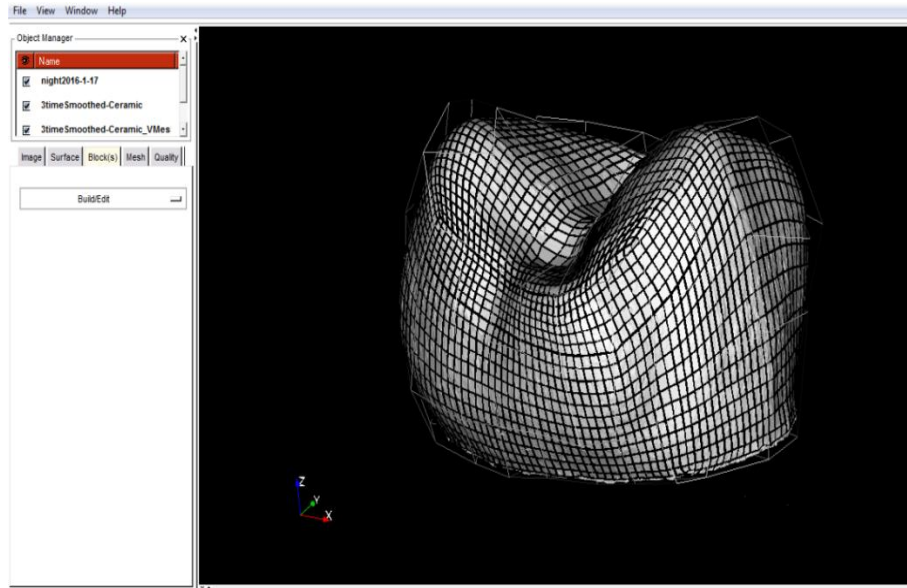 File View Window Help
Object Manager X
Name
night2016-1-17
3timeSmoothed-Ceramic
3timeSmoothed-Ceramic_VMes
Image Surface Block(s) Mesh Quality
Build/Edit
Z
Y
X